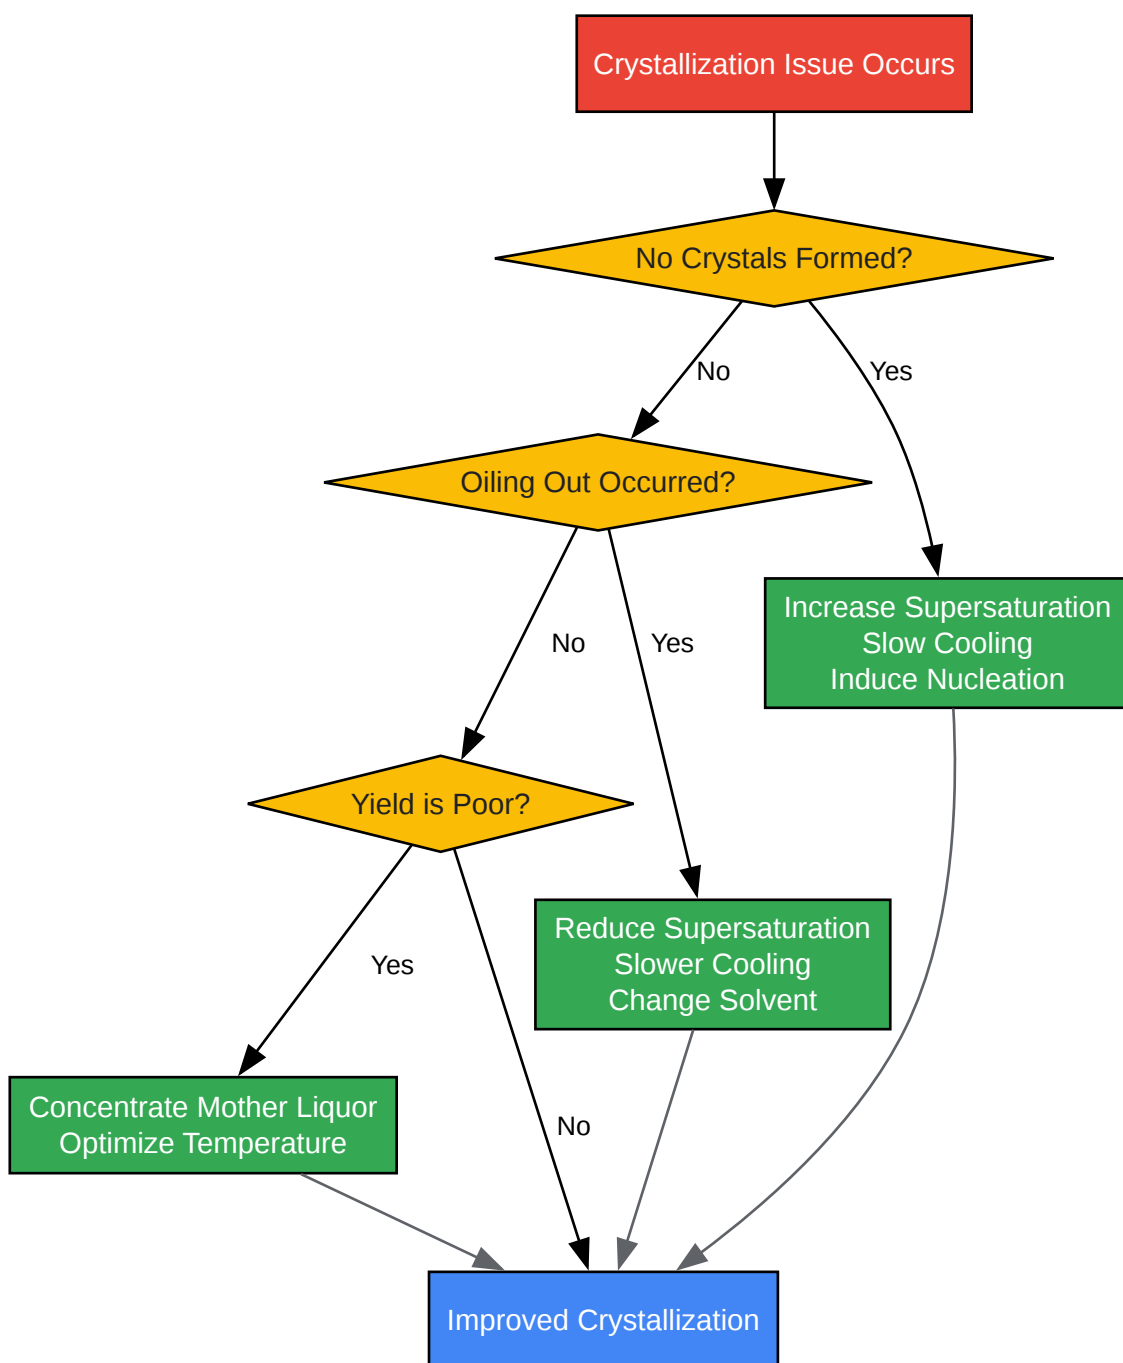 Crystallization Issue Occurs
No Crystals Formed?
No
Yes
Oiling Out Occurred?
Increase Supersaturation
Slow Cooling
Induce Nucleation
No
Yes
Yield is Poor?
Reduce Supersaturation
Slower Cooling
Change Solvent
Yes
Concentrate Mother Liquor
Optimize Temperature
No
Improved Crystallization